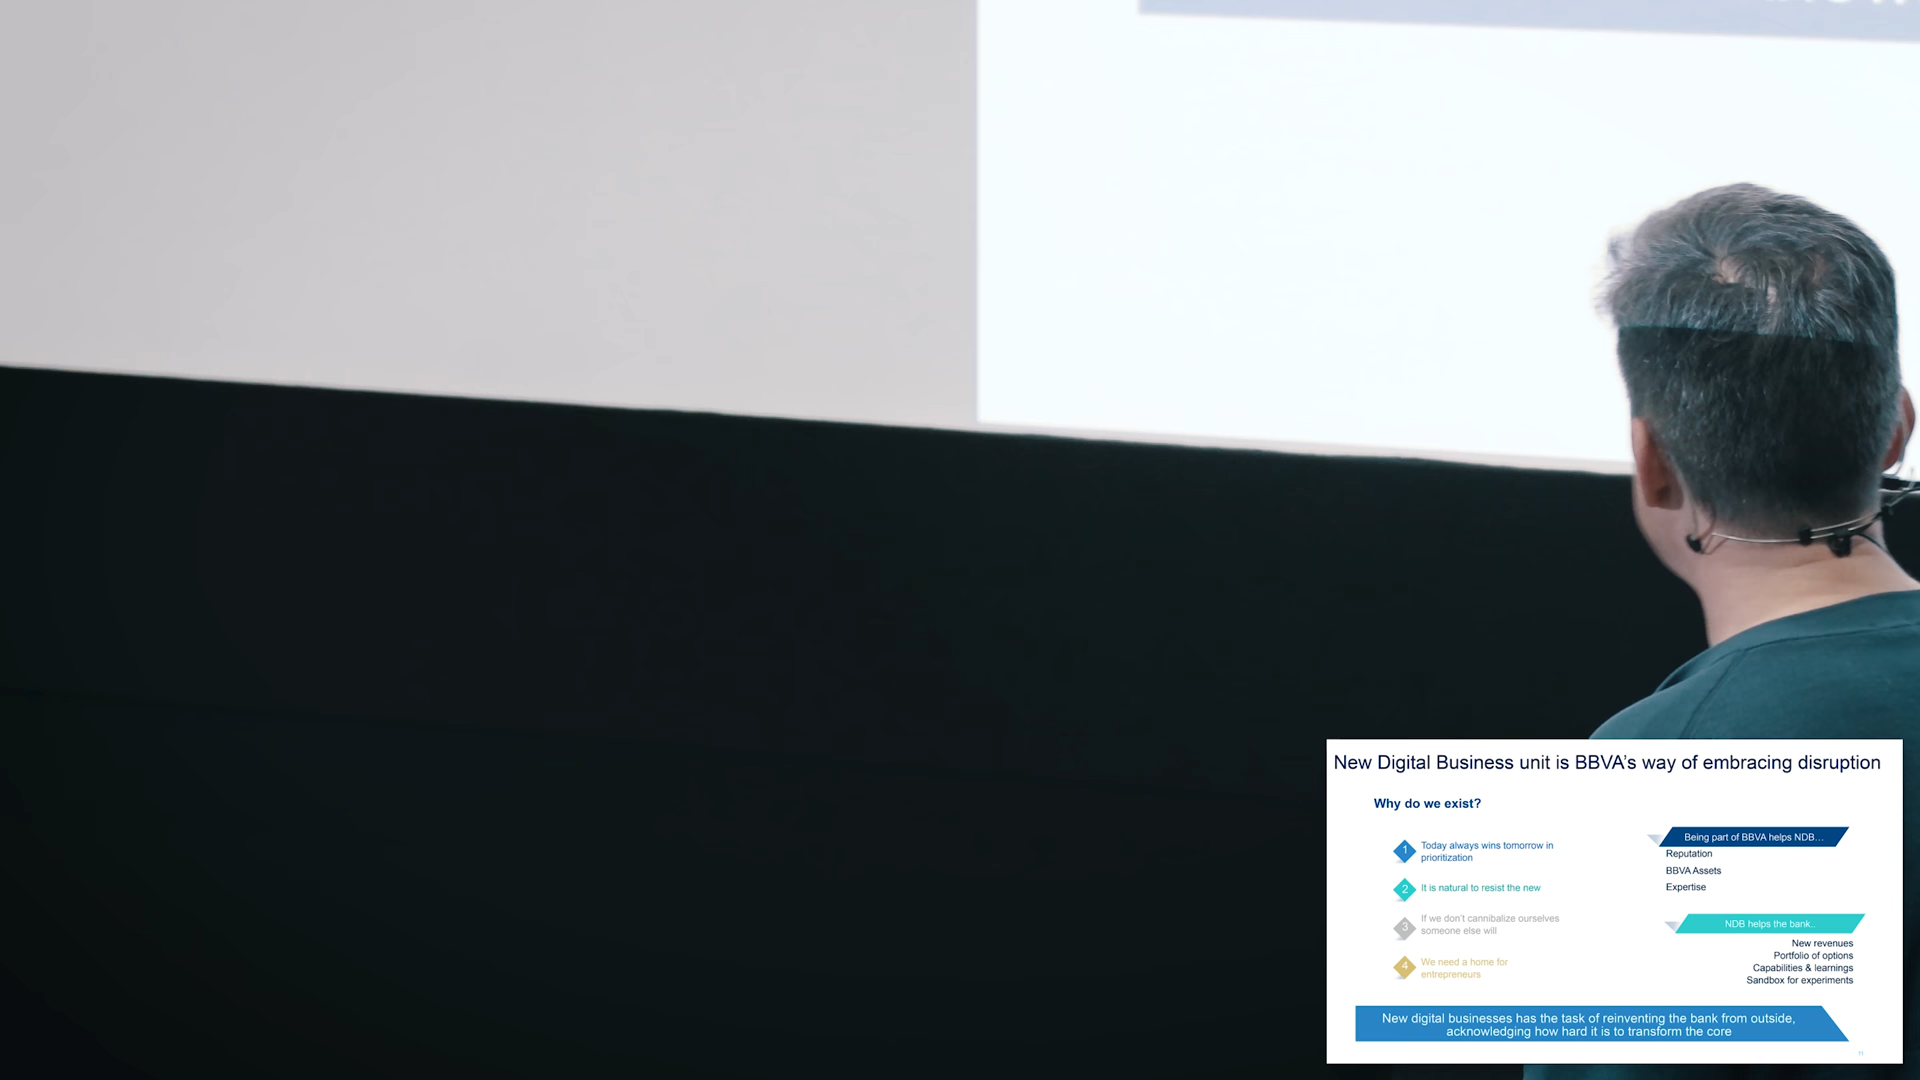 New Digital Business unit is BBVA's way of embracing disruption
Why do we exist?
1
Today always wins tomorrow in
prioritization
2
It is natural to resist the new
3
If we don't cannibalize ourselves
someone else will
4
We need a home for
entrepreneurs
Being part of BBVA helps NDB...
Reputation
BBVA Assets
Expertise
NDB helps the bank..
New revenues
Portfolio of options
Capabilities & learnings
Sandbox for experiments
New digital businesses has the task of reinventing the bank from outside,
acknowledging how hard it is to transform the core
11